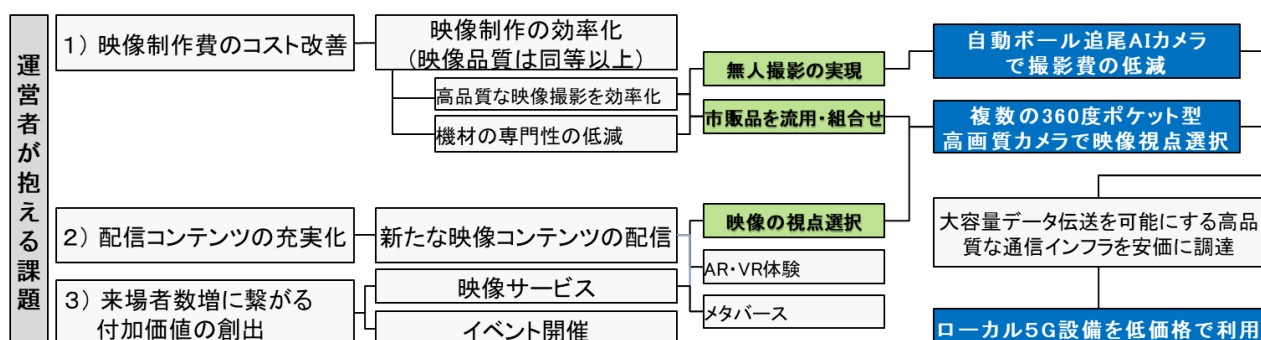 運営者が抱える課題
1）映像制作費のコスト改善
映像制作の効率化
（映像品質は同等以上）
高品質な映像撮影を効率化
機材の専門性の低減
無人撮影の実現
市販品を流用・組合せ
自動ボール追尾AIカメラ
で撮影費の低減
複数の360度ポケット型
高画質カメラで映像視点選択
2）配信コンテンツの充実化
新たな映像コンテンツの配信
映像の視点選択
AR・VR体験
メタバース
大容量データ伝送を可能にする高品
質な通信インフラを安価に調達
3）来場者数増に繋がる
付加価値の創出
映像サービス
イベント開催
ローカル5G設備を低価格で利用